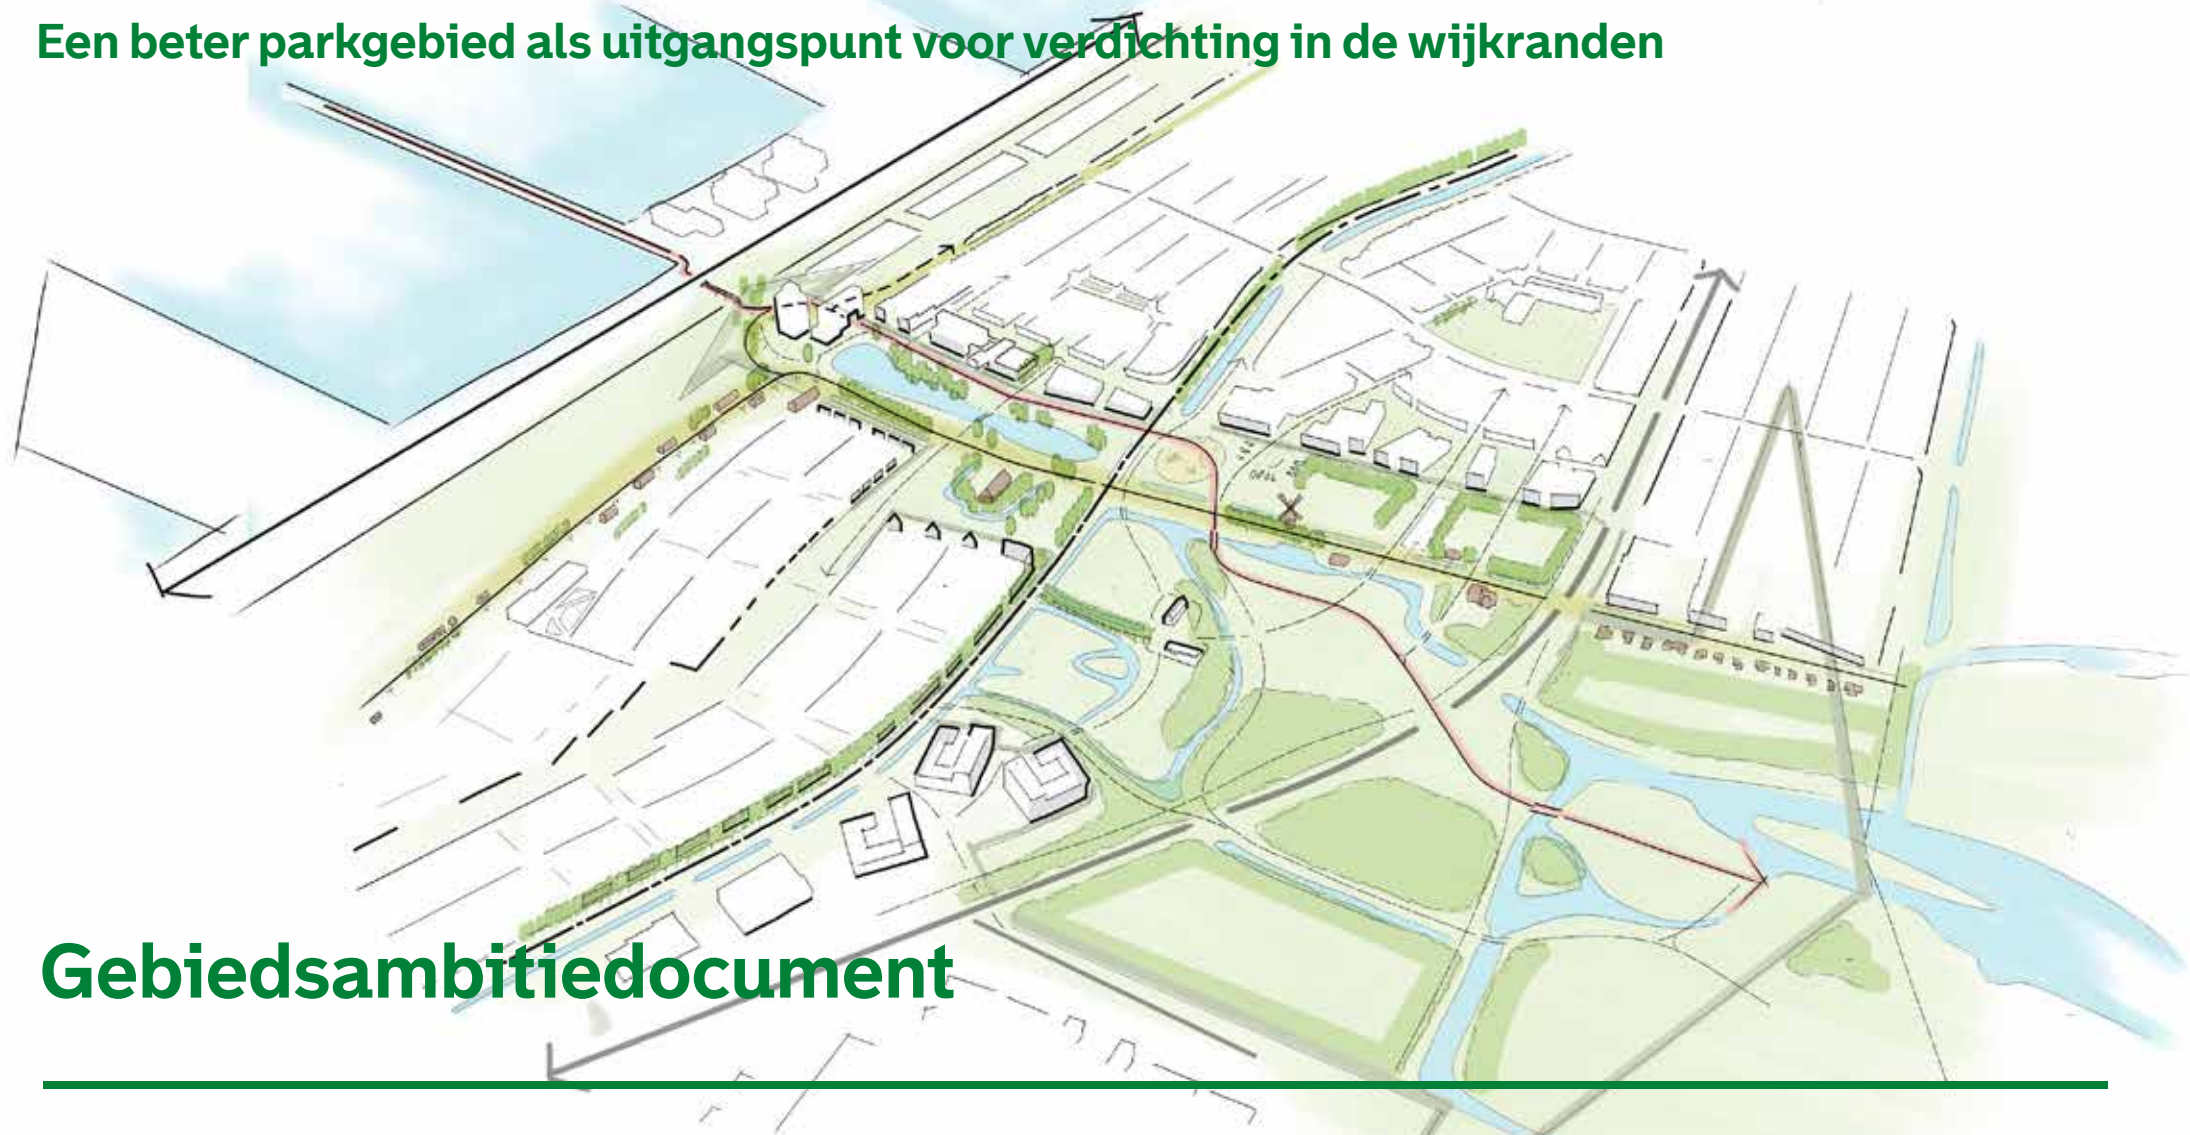 Een beter parkgebied als uitgangspunt voor verdichting in de wijkranden
Gebiedsambitiedocument